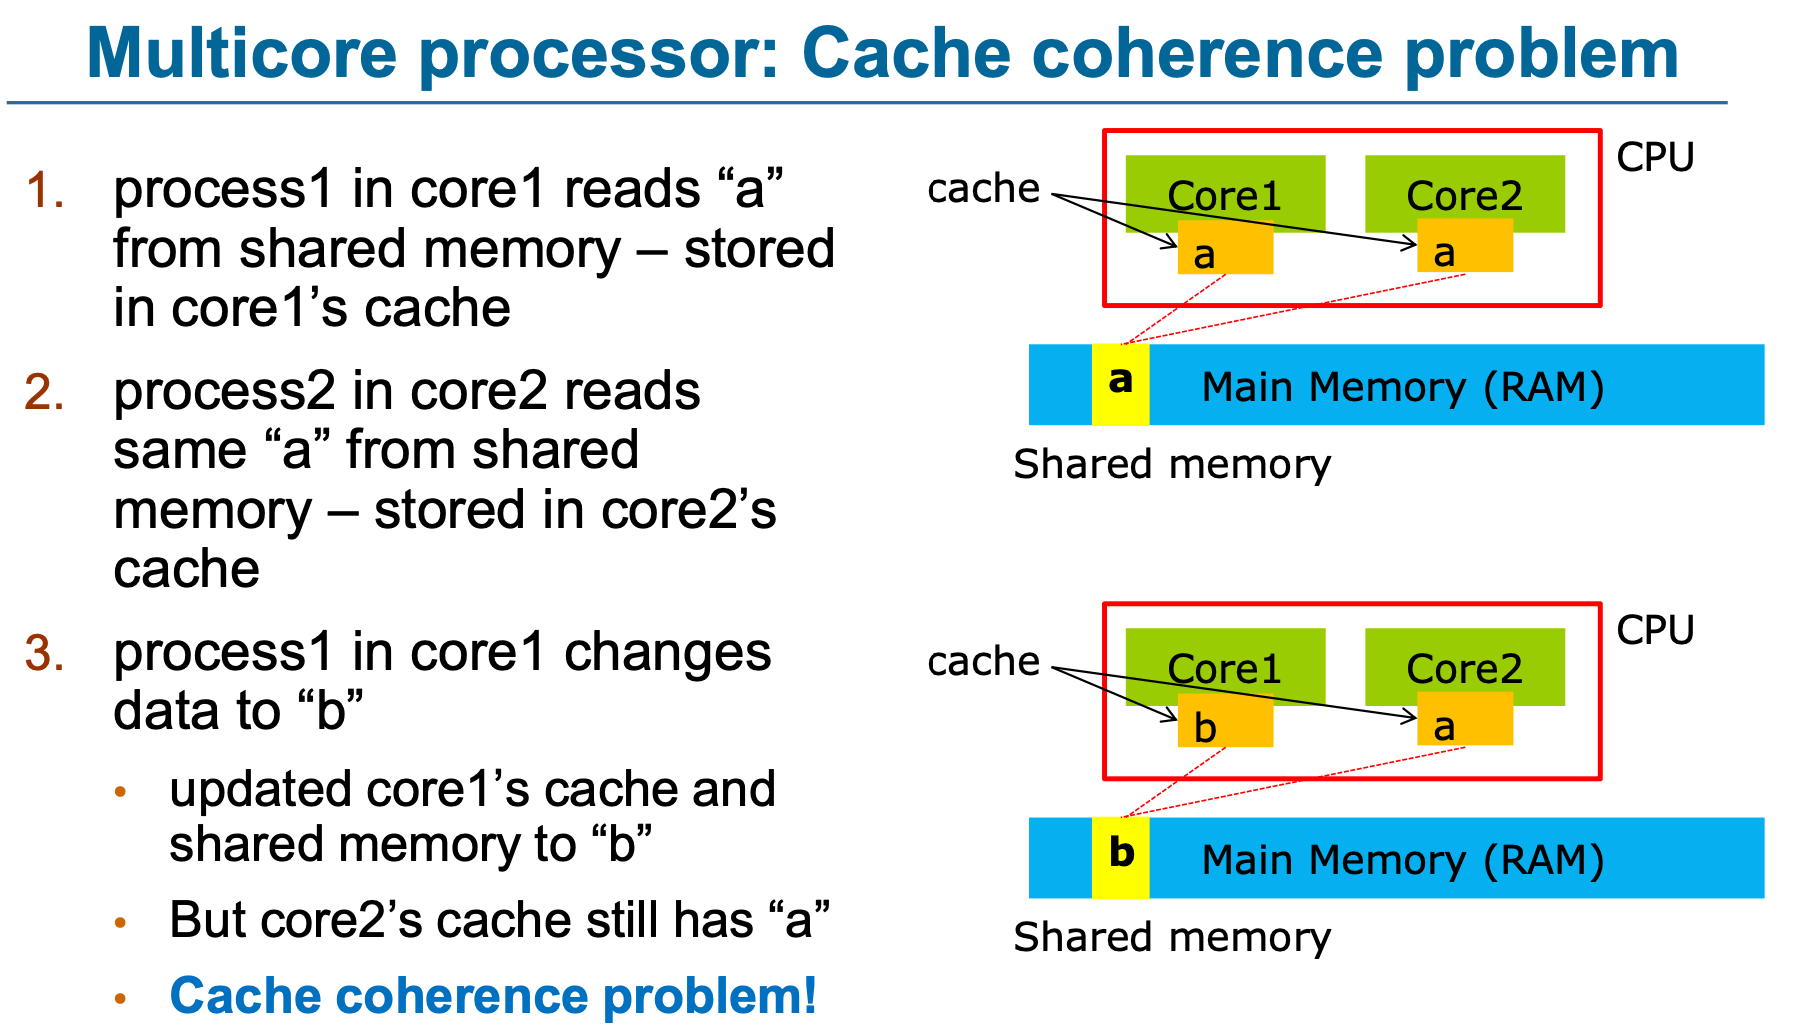 Multicore processor: Cache coherence problem
1. process1 in core1 reads “a”
from shared memory – stored
in core1’s cache
2. process2 in core2 reads
same “a” from shared
memory – stored in core2’s
cache
3. process1 in core1 changes
data to “b”
• updated core1’s cache and
shared memory to “b”
• But core2’s cache still has “a”
• Cache coherence problem!
CPU
cache
Core1
Core2
a
a
a
Main Memory (RAM)
Shared memory
CPU
cache
Core1
Core2
b
a
b
Main Memory (RAM)
Shared memory